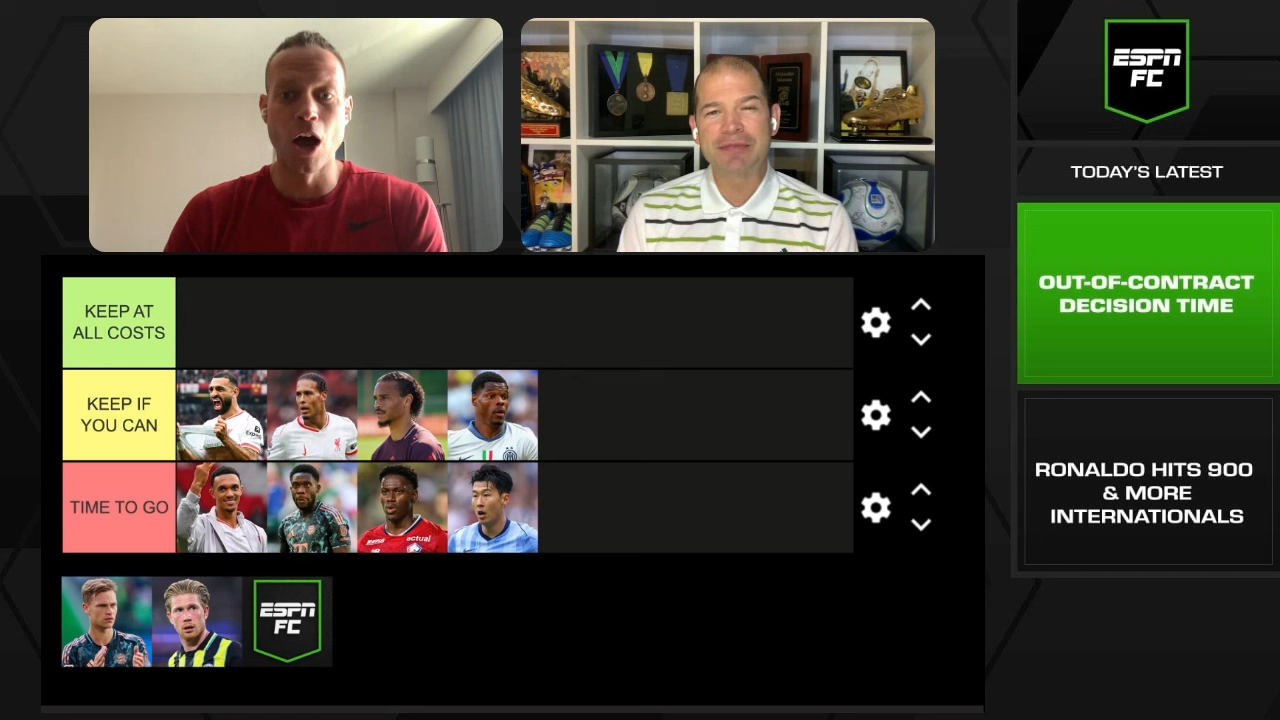 ESPN
FC
TODAY'S LATEST
OUT-OF-CONTRACT
DECISION TIME
RONALDO HITS 900
& MORE
INTERNATIONALS
KEEP AT
ALL COSTS
KEEP IF
YOU CAN
TIME TO GO
actual
ESPN
FC